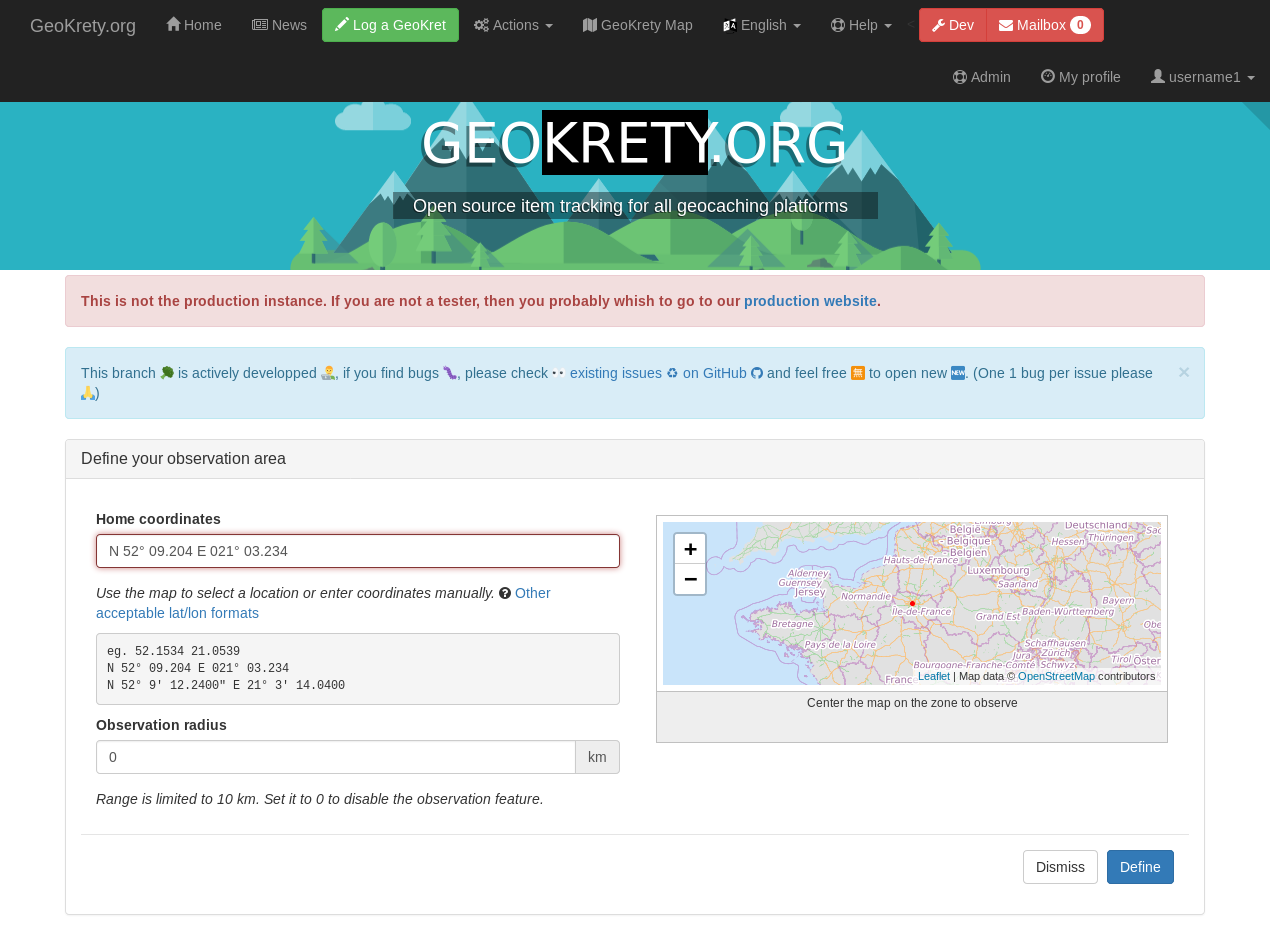 GeoKrety.org Home News Log a GeoKret Actions GeoKrety Map English Help Dev Mailbox 0
Admin My profile username1
GEOKRETY.ORG
Open source item tracking for all geocaching platforms
This is not the production instance. If you are not a tester, then you probably whish to go to our production website.
This branch 🌳 is actively developped 👨‍💻, if you find bugs 🐛, please check 👀 existing issues ♻ on GitHub and feel free 🈚 to open new 🆕. (One 1 bug per issue please
🙏)
×
Define your observation area
Home coordinates
N 52° 09.204 E 021° 03.234
Use the map to select a location or enter coordinates manually. Other
acceptable lat/lon formats
eg. 52.1534 21.0539
N 52° 09.204 E 021° 03.234
N 52° 9' 12.2400" E 21° 3' 14.0400
Observation radius
0 km
Range is limited to 10 km. Set it to 0 to disable the observation feature.
+
−
Limburg
Deutschland
België
- Belgique
- Belgien
Hessen
Thüringen
Hauts-de-France
Luxembourg
Alderney
Guernsey
Jersey
Saarland
Normandie
Île-de-France
Bayern
Grand Est
Baden-Württemberg
Bretagne
Pays de la Loire
Schaffhausen
Zürich
Jura
Schwyz
Tirol
Bourgogne-Franche-Comté
Leaflet | Map data © OpenStreetMap contributors
Center the map on the zone to observe
Dismiss Define